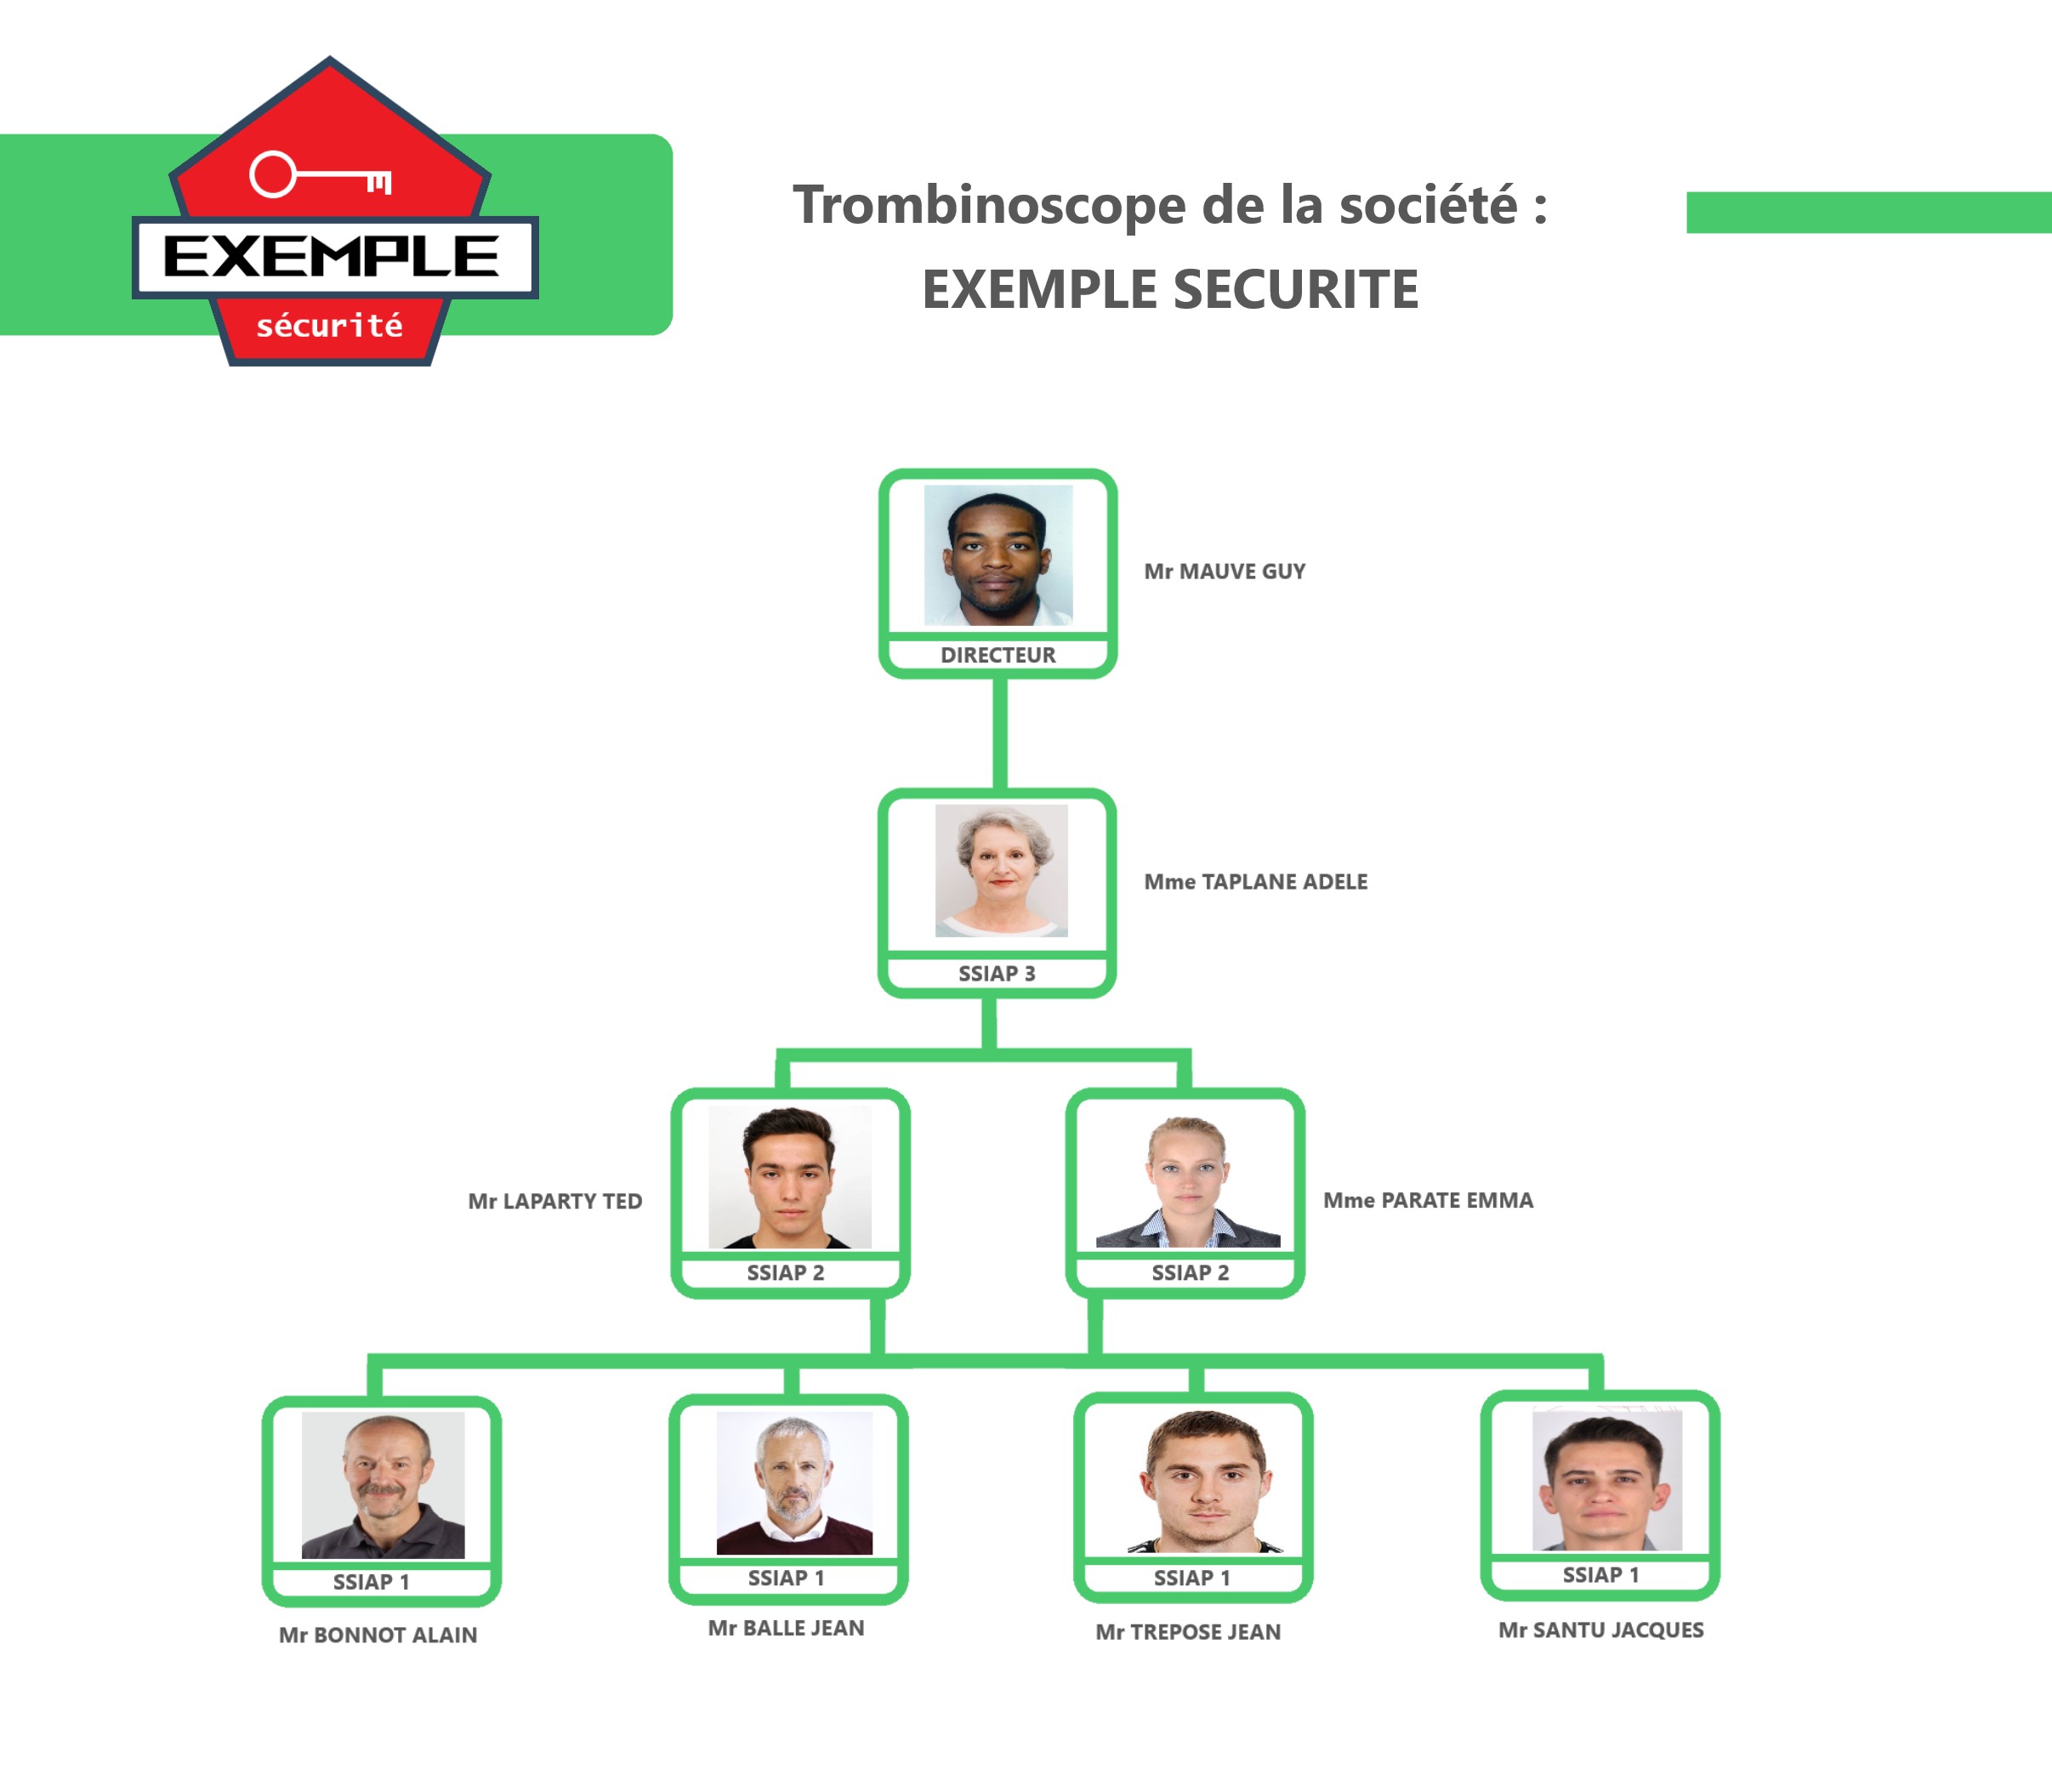 EXEMPLE
sécurité
Trombinoscope de la société :
EXEMPLE SECURITE
Mr MAUVE GUY
DIRECTEUR
Mme TAPLANE ADELE
SSIAP 3
Mr LAPARTY TED
Mme PARATE EMMA
SSIAP 2
SSIAP 2
SSIAP 1
SSIAP 1
SSIAP 1
SSIAP 1
Mr BONNOT ALAIN
Mr BALLE JEAN
Mr TREPOSE JEAN
Mr SANTU JACQUES